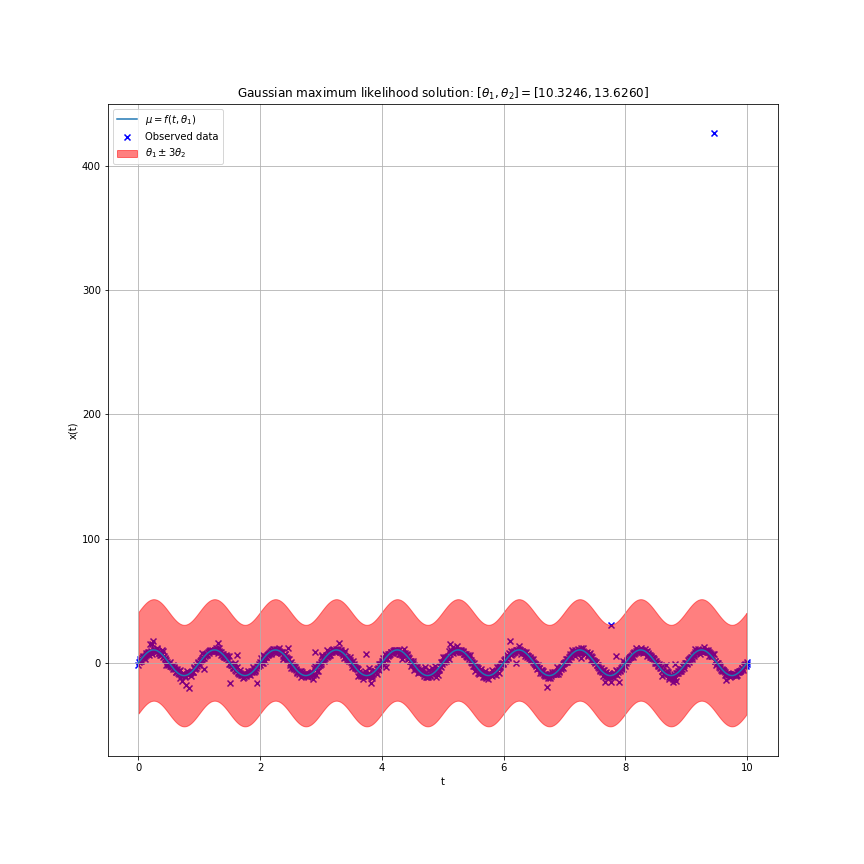 Gaussian maximum likelihood solution: [θ₁, θ₂] = [10.3246, 13.6260]
μ = f(t, θ₁)
Observed data
θ₁ ± 3θ₂
400
300
200
100
0
x(t)
0 2 4 6 8 10
t